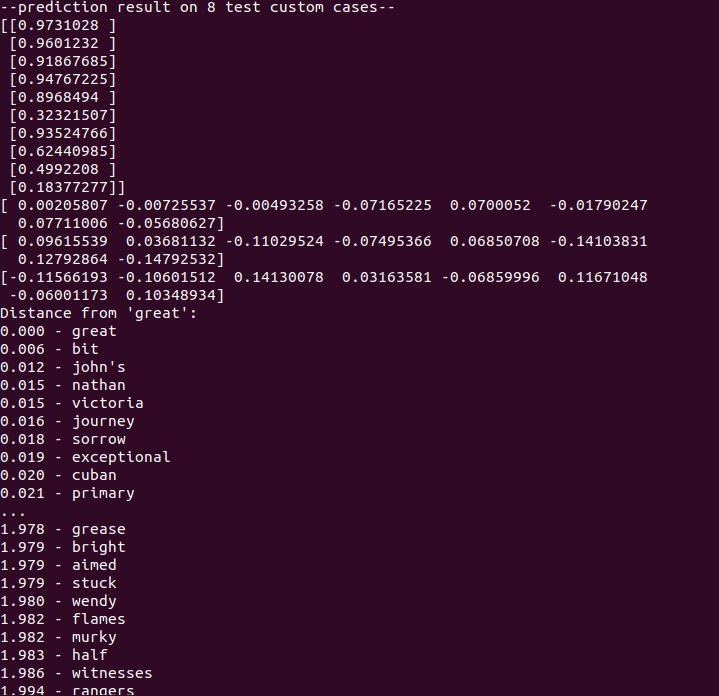 --prediction result on 8 test custom cases--
[[0.9731028 ]
 [0.9601232 ]
 [0.91867685]
 [0.94767225]
 [0.8968494 ]
 [0.32321507]
 [0.93524766]
 [0.62440985]
 [0.4992208 ]
 [0.18377277]]
[ 0.00205807 -0.00725537 -0.00493258 -0.07165225  0.0700052  -0.01790247
  0.07711006 -0.05680627]
[ 0.09615539  0.03681132 -0.11029524 -0.07495366  0.06850708 -0.14103831
  0.12792864 -0.14792532]
[-0.11566193 -0.10601512  0.14130078  0.03163581 -0.06859996  0.11671048
 -0.06001173  0.10348934]
Distance from 'great':
0.000 - great
0.006 - bit
0.012 - john's
0.015 - nathan
0.015 - victoria
0.016 - journey
0.018 - sorrow
0.019 - exceptional
0.020 - cuban
0.021 - primary
...
1.978 - grease
1.979 - bright
1.979 - aimed
1.979 - stuck
1.980 - wendy
1.982 - flames
1.982 - murky
1.983 - half
1.986 - witnesses
1.994 - rangers